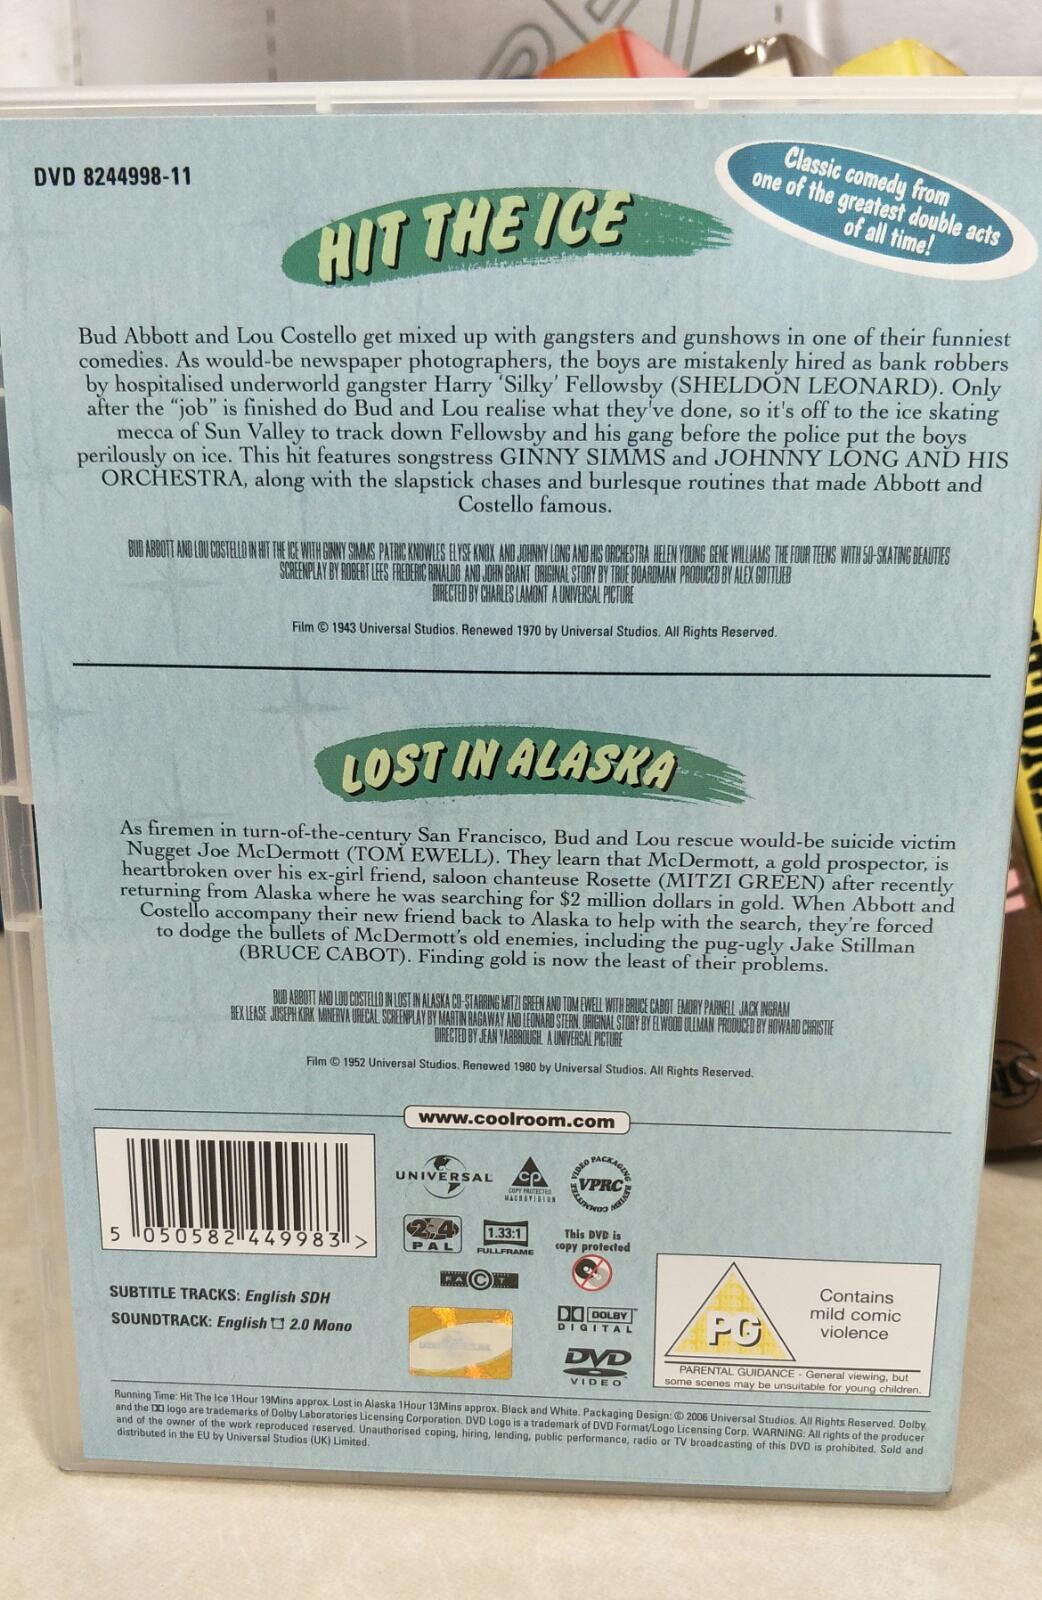 DVD 8244998-11
Classic comedy from
one of the greatest double acts
of all time!
HIT THE ICE
Bud Abbott and Lou Costello get mixed up with gangsters and gunshows in one of their funniest
comedies. As would-be newspaper photographers, the boys are mistakenly hired as bank robbers
by hospitalised underworld gangster Harry 'Silky' Fellowsby (SHELDON LEONARD). Only
after the "job" is finished do Bud and Lou realise what they've done, so it's off to the ice skating
mecca of Sun Valley to track down Fellowsby and his gang before the police put the boys
perilously on ice. This hit features songstress GINNY SIMMS and JOHNNY LONG AND HIS
ORCHESTRA, along with the slapstick chases and burlesque routines that made Abbott and
Costello famous.
BUD ABBOTT AND LOU COSTELLO IN HIT THE ICE WITH GINNY SIMMS PATRIC KNOWLES ELYSE KNOX AND JOHNNY LONG AND HIS ORCHESTRA HELEN YOUNG GENE WILLIAMS THE FOUR TEENS WITH 50-SKATING BEAUTIES
SCREENPLAY BY ROBERT LEES FREDERIC RINALDO AND JOHN GRANT ORIGINAL STORY BY TRUE BOARDMAN PRODUCED BY ALEX GOTTLIEB
DIRECTED BY CHARLES LAMONT A UNIVERSAL PICTURE
Film © 1943 Universal Studios. Renewed 1970 by Universal Studios. All Rights Reserved.
LOST IN ALASKA
As firemen in turn-of-the-century San Francisco, Bud and Lou rescue would-be suicide victim
Nugget Joe McDermott (TOM EWELL). They learn that McDermott, a gold prospector, is
heartbroken over his ex-girl friend, saloon chanteuse Rosette (MITZI GREEN) after recently
returning from Alaska where he was searching for $2 million dollars in gold. When Abbott and
Costello accompany their new friend back to Alaska to help with the search, they're forced
to dodge the bullets of McDermott's old enemies, including the pug-ugly Jake Stillman
(BRUCE CABOT). Finding gold is now the least of their problems.
BUD ABBOTT AND LOU COSTELLO IN LOST IN ALASKA CO-STARRING MITZI GREEN AND TOM EWELL WITH BRUCE CABOT EMORY PARNELL JACK INGRAM
REX LEASE JOSEPH KIRK MINERVA URECAL SCREENPLAY BY MARTIN RAGAWAY AND LEONARD STERN ORIGINAL STORY BY ELWOOD ULLMAN PRODUCED BY HOWARD CHRISTIE
DIRECTED BY JEAN YARBROUGH A UNIVERSAL PICTURE
Film © 1952 Universal Studios. Renewed 1980 by Universal Studios. All Rights Reserved.
www.coolroom.com
5 050582 449983 >
UNIVERSAL
CP
COPY PROTECTED
MACROVISION
VIDEO PACKAGING REVIEW COMMITTEE
VPRC
2 4
PAL
1.33:1
FULLFRAME
This DVD is
copy protected
FACT
SUBTITLE TRACKS: English SDH
SOUNDTRACK: English 2.0 Mono
DOLBY
DIGITAL
DVD
VIDEO
PG
Contains
mild comic
violence
PARENTAL GUIDANCE - General viewing, but
some scenes may be unsuitable for young children.
Running Time: Hit The Ice 1Hour 19Mins approx. Lost in Alaska 1Hour 13Mins approx. Black and White. Packaging Design: © 2006 Universal Studios. All Rights Reserved. Dolby
and the DD logo are trademarks of Dolby Laboratories Licensing Corporation. DVD Logo is a trademark of DVD Format/Logo Licensing Corp. WARNING: All rights of the producer
and of the owner of the work reproduced reserved. Unauthorised coping, hiring, lending, public performance, radio or TV broadcasting of this DVD is prohibited. Sold and
distributed in the EU by Universal Studios (UK) Limited.